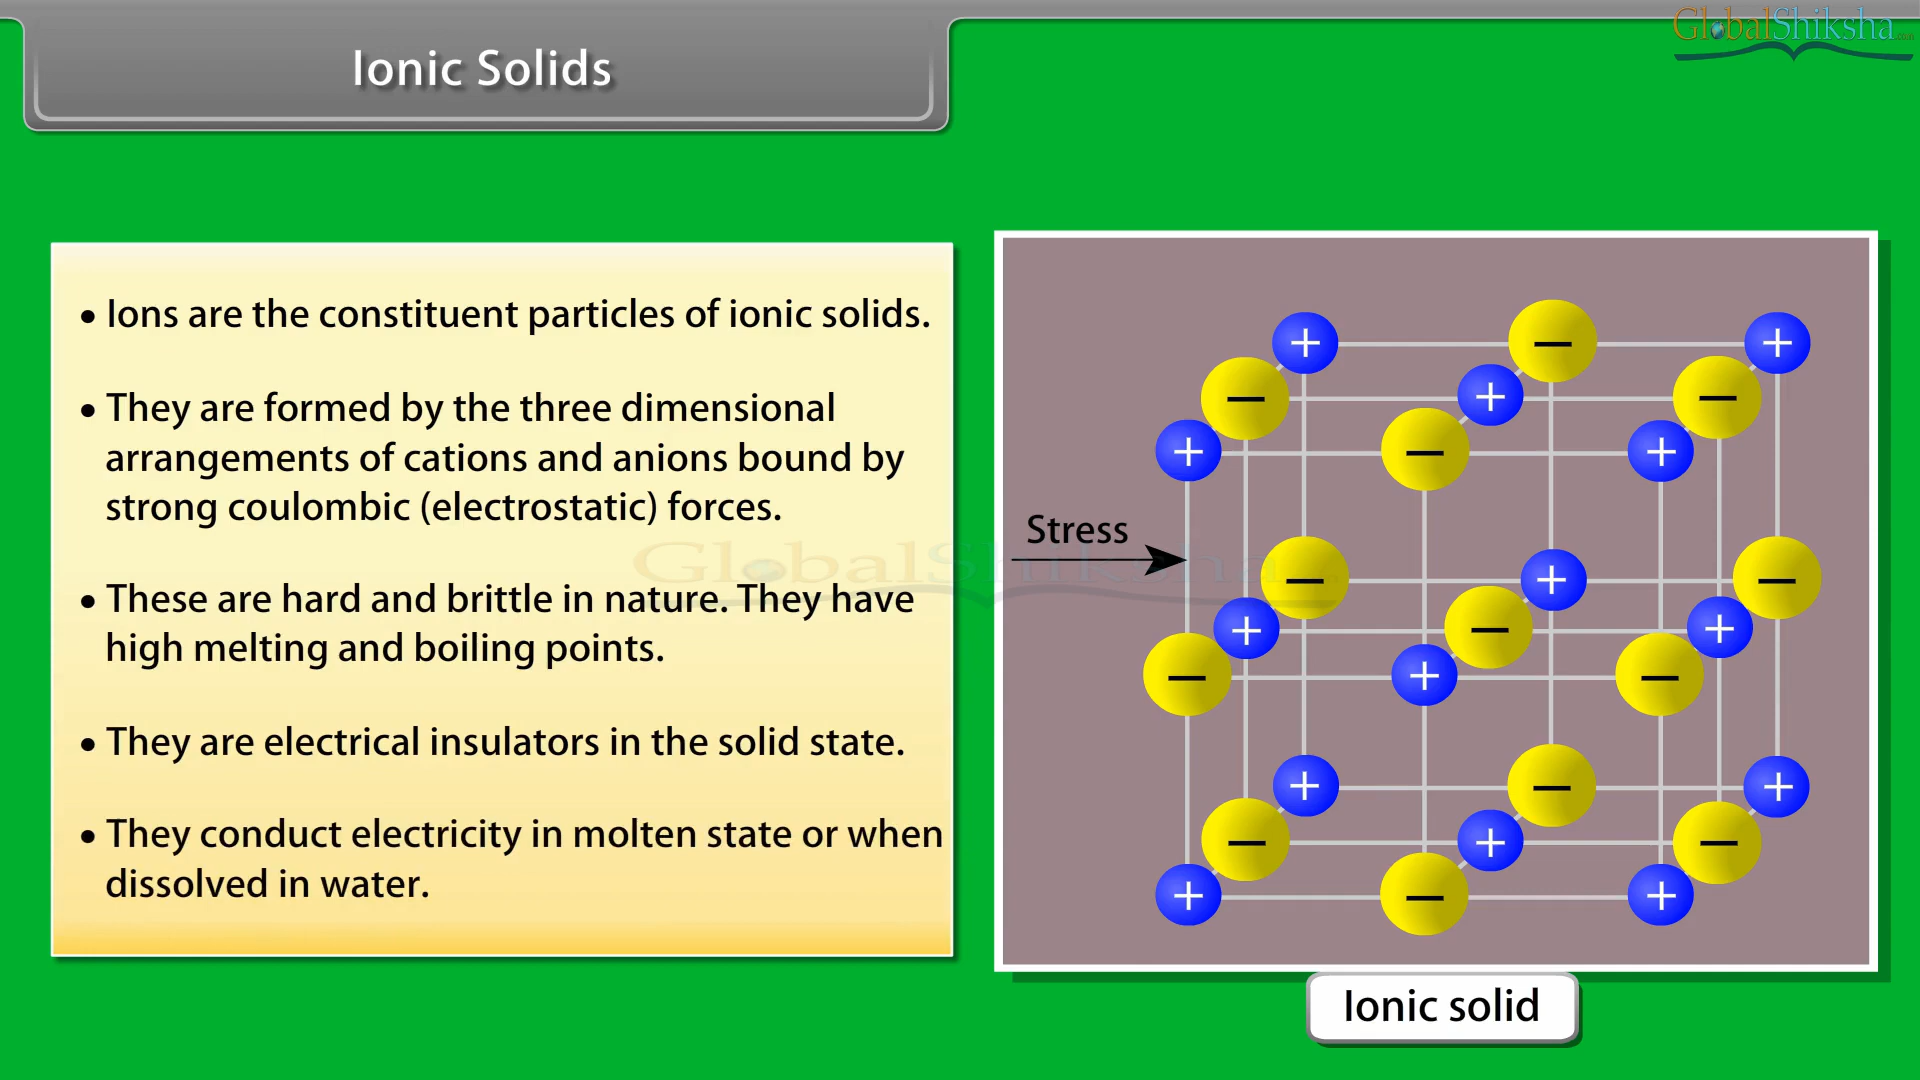 GlobalShiksha.com
Ionic Solids
• Ions are the constituent particles of ionic solids.
• They are formed by the three dimensional
arrangements of cations and anions bound by
strong coulombic (electrostatic) forces.
• These are hard and brittle in nature. They have
high melting and boiling points.
• They are electrical insulators in the solid state.
• They conduct electricity in molten state or when
dissolved in water.
GlobalShiksha
+ − +
− + −
+ − +
Stress
− + −
+ − +
− + −
+ − +
− + −
+ − +
Ionic solid